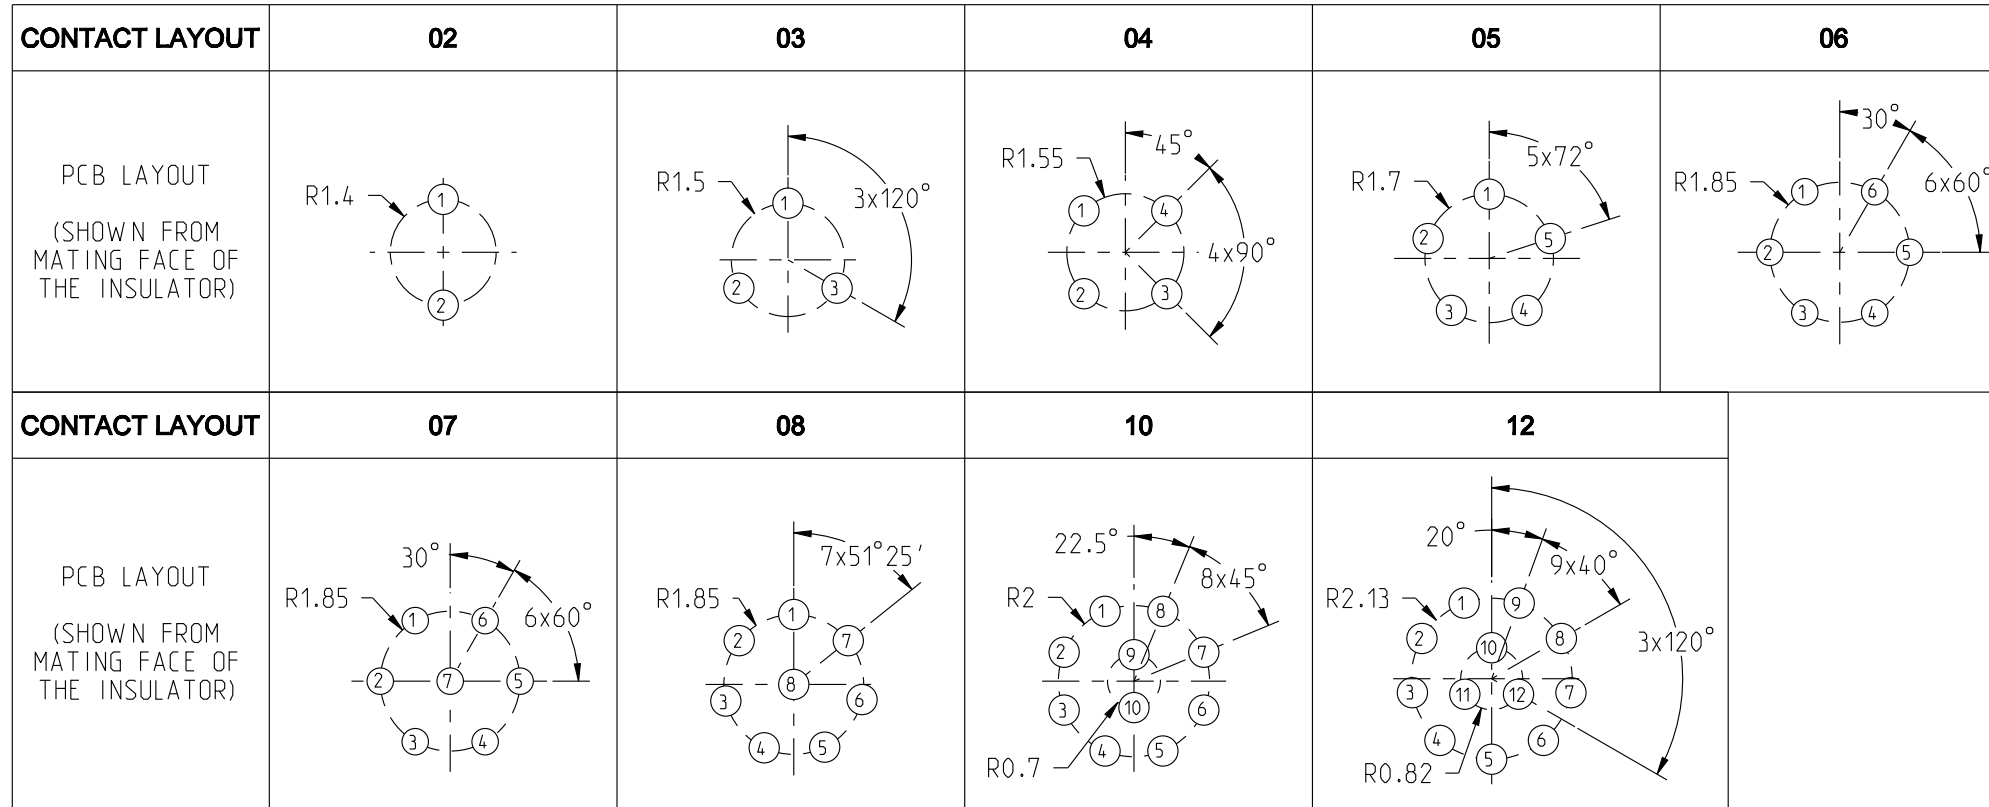 CONTACT LAYOUT 02 03 04 05 06
PCB LAYOUT
(SHOWN FROM
MATING FACE OF
THE INSULATOR)
R1.4
1
2
R1.5
3x120°
1
2
3
R1.55
45°
4x90°
1
4
2
3
R1.7
5x72°
1
2
5
3
4
R1.85
30°
6x60°
1
6
2
5
3
4
CONTACT LAYOUT 07 08 10 12
PCB LAYOUT
(SHOWN FROM
MATING FACE OF
THE INSULATOR)
30°
R1.85
6x60°
1
6
2
7
5
3
4
7x51°25'
R1.85
1
2
7
8
3
6
4
5
22.5°
8x45°
R2
1
8
2
9
7
3
10
6
4
5
R0.7
20°
9x40°
R2.13
3x120°
1
9
2
10
8
3
11
12
7
4
6
5
R0.82